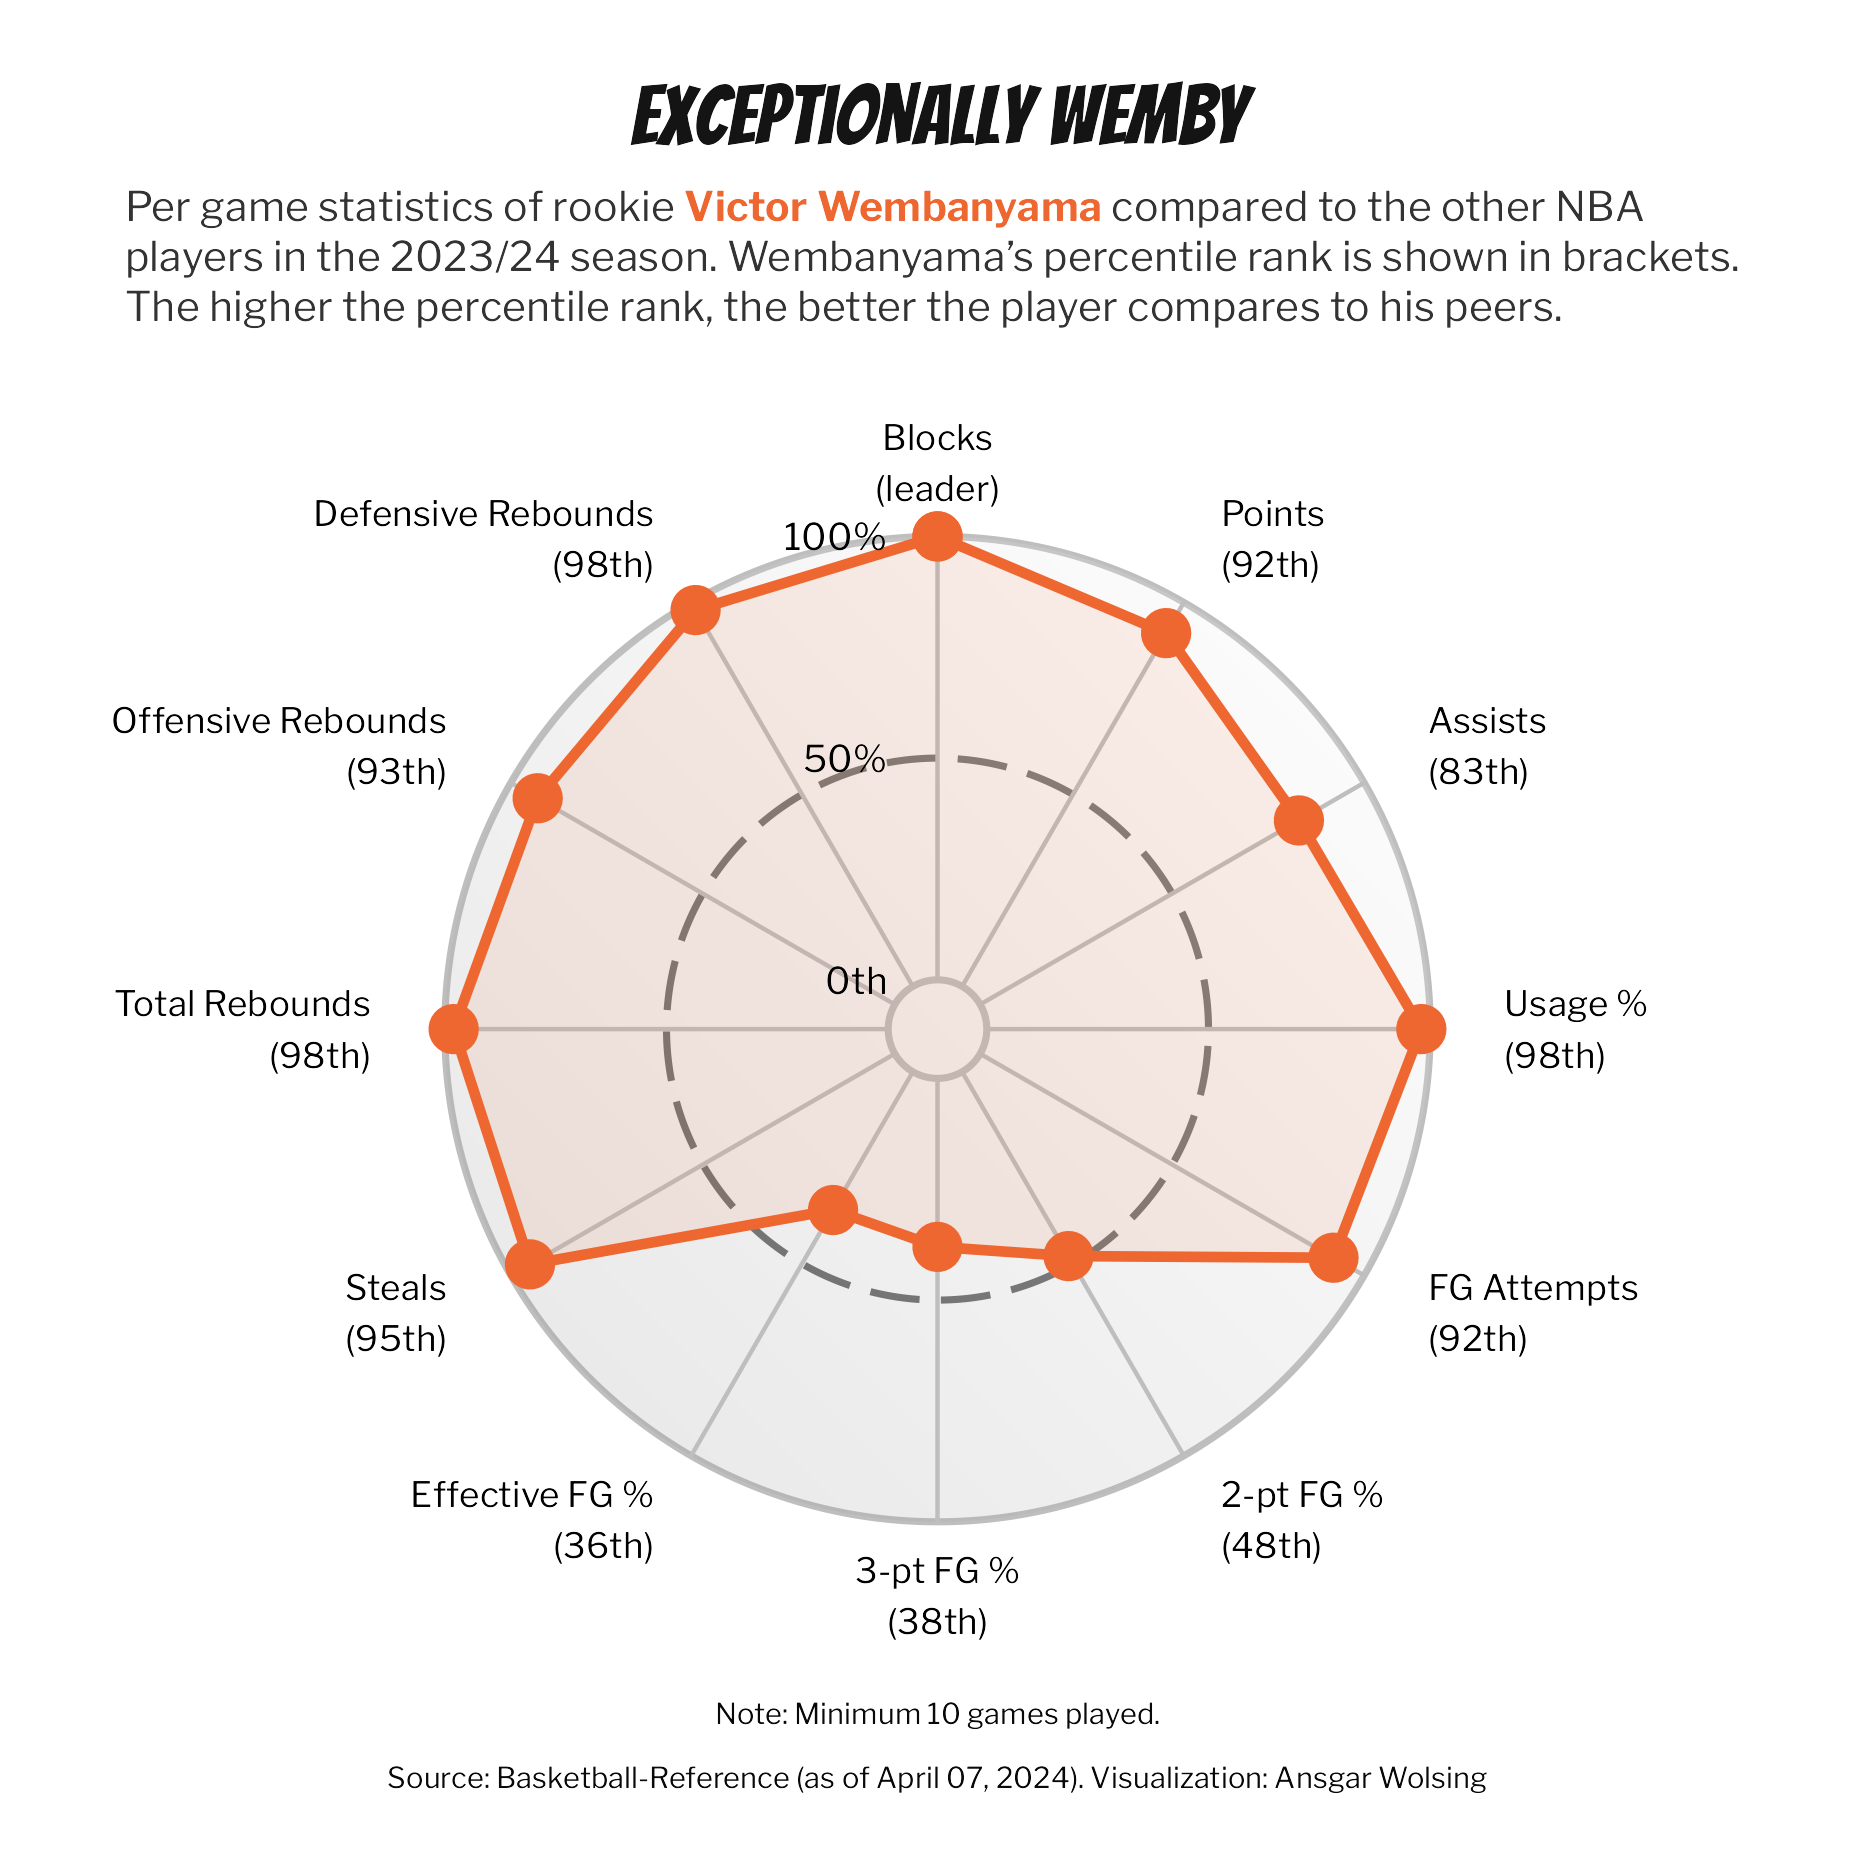 EXCEPTIONALLY WEMBY
Per game statistics of rookie Victor Wembanyama compared to the other NBA
players in the 2023/24 season. Wembanyama’s percentile rank is shown in brackets.
The higher the percentile rank, the better the player compares to his peers.
Blocks
(leader)
Points
(92th)
Assists
(83th)
Usage %
(98th)
FG Attempts
(92th)
2-pt FG %
(48th)
3-pt FG %
(38th)
Effective FG %
(36th)
Steals
(95th)
Total Rebounds
(98th)
Offensive Rebounds
(93th)
Defensive Rebounds
(98th)
100%
50%
0th
Note: Minimum 10 games played.
Source: Basketball-Reference (as of April 07, 2024). Visualization: Ansgar Wolsing